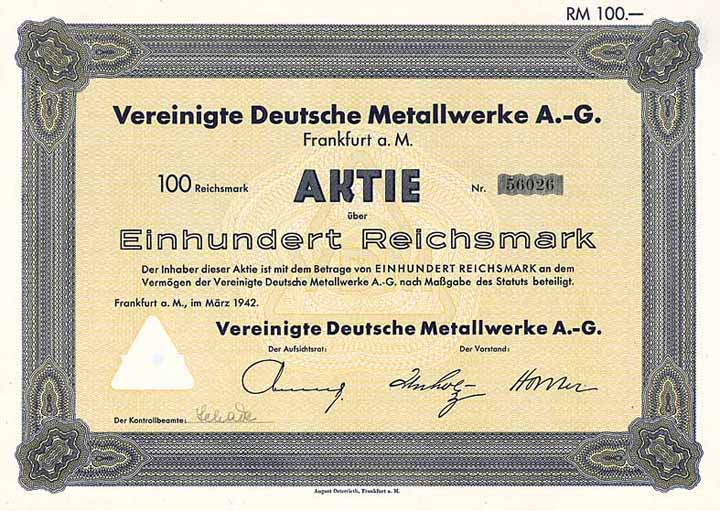 RM 100.—
Vereinigte Deutsche Metallwerke A.-G.
Frankfurt a. M.
100 Reichsmark AKTIE Nr. 56026
über
Einhundert Reichsmark
Der Inhaber dieser Aktie ist mit dem Betrage von EINHUNDERT REICHSMARK an dem
Vermögen der Vereinigte Deutsche Metallwerke A.-G. nach Maßgabe des Statuts beteiligt.
Frankfurt a. M., im März 1942.
Vereinigte Deutsche Metallwerke A.-G.
Der Aufsichtsrat: Der Vorstand:
Der Kontrollbeamte:
August Osterrieth, Frankfurt a. M.